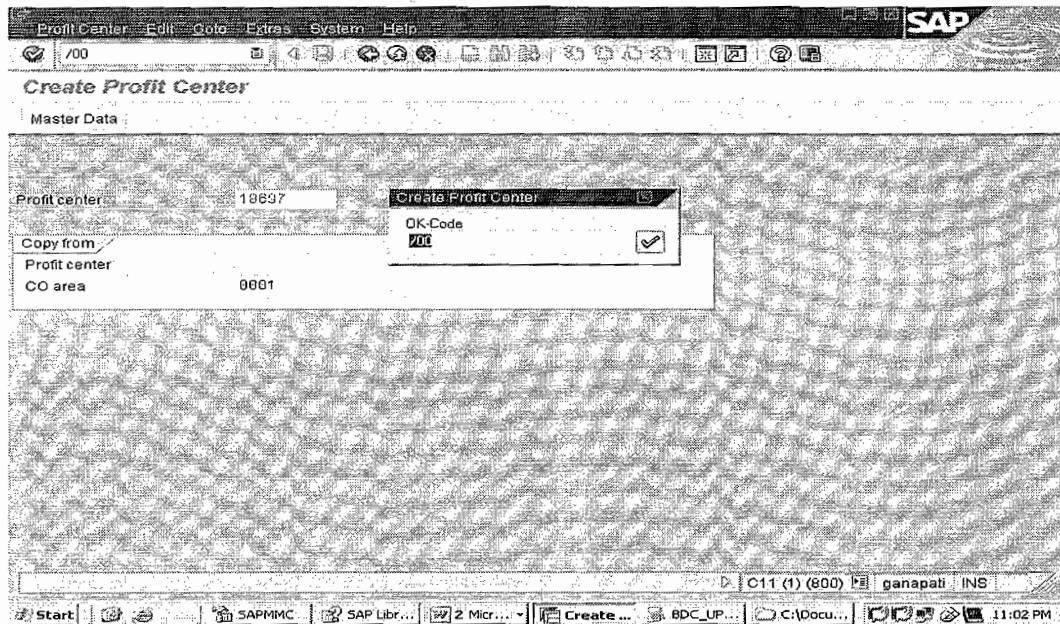 Profit Center Edit Goto Extras System Help
SAP
/00
Create Profit Center
Master Data
Profit center 18697
Create Profit Center
OK-Code
/00
Copy from
Profit center
CO area 0001
C11 (1) (800) ganapati INS
Start SAPMMC SAP Libr... 2 Micr... Create ... BDC_UP... C:\Docu... 11:02 PM